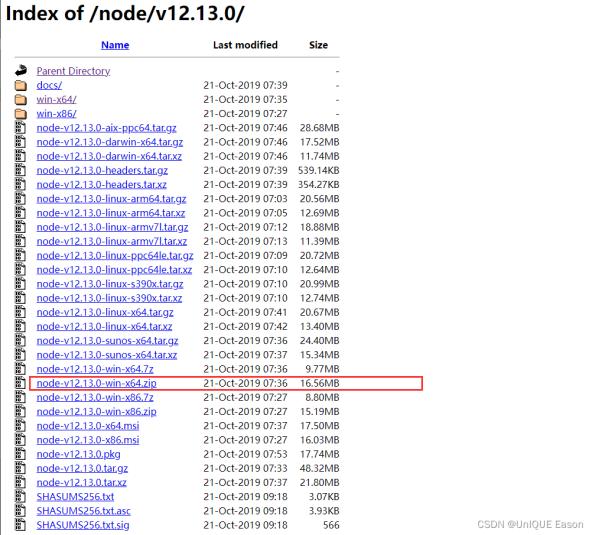 Index of /node/v12.13.0/
Name Last modified Size
Parent Directory -
docs/ 21-Oct-2019 07:39 -
win-x64/ 21-Oct-2019 07:35 -
win-x86/ 21-Oct-2019 07:27 -
node-v12.13.0-aix-ppc64.tar.gz 21-Oct-2019 07:46 28.68MB
node-v12.13.0-darwin-x64.tar.gz 21-Oct-2019 07:46 17.52MB
node-v12.13.0-darwin-x64.tar.xz 21-Oct-2019 07:46 11.74MB
node-v12.13.0-headers.tar.gz 21-Oct-2019 07:39 539.14KB
node-v12.13.0-headers.tar.xz 21-Oct-2019 07:39 354.27KB
node-v12.13.0-linux-arm64.tar.gz 21-Oct-2019 07:03 20.56MB
node-v12.13.0-linux-arm64.tar.xz 21-Oct-2019 07:05 12.69MB
node-v12.13.0-linux-armv7l.tar.gz 21-Oct-2019 07:12 18.88MB
node-v12.13.0-linux-armv7l.tar.xz 21-Oct-2019 07:13 11.39MB
node-v12.13.0-linux-ppc64le.tar.gz 21-Oct-2019 07:09 20.72MB
node-v12.13.0-linux-ppc64le.tar.xz 21-Oct-2019 07:10 12.64MB
node-v12.13.0-linux-s390x.tar.gz 21-Oct-2019 07:10 20.99MB
node-v12.13.0-linux-s390x.tar.xz 21-Oct-2019 07:10 12.74MB
node-v12.13.0-linux-x64.tar.gz 21-Oct-2019 07:41 20.67MB
node-v12.13.0-linux-x64.tar.xz 21-Oct-2019 07:42 13.40MB
node-v12.13.0-sunos-x64.tar.gz 21-Oct-2019 07:36 24.40MB
node-v12.13.0-sunos-x64.tar.xz 21-Oct-2019 07:37 15.34MB
node-v12.13.0-win-x64.7z 21-Oct-2019 07:36 9.77MB
node-v12.13.0-win-x64.zip 21-Oct-2019 07:36 16.56MB
node-v12.13.0-win-x86.7z 21-Oct-2019 07:27 8.80MB
node-v12.13.0-win-x86.zip 21-Oct-2019 07:27 15.19MB
node-v12.13.0-x64.msi 21-Oct-2019 07:37 17.50MB
node-v12.13.0-x86.msi 21-Oct-2019 07:27 16.03MB
node-v12.13.0.pkg 21-Oct-2019 07:53 17.74MB
node-v12.13.0.tar.gz 21-Oct-2019 07:33 48.32MB
node-v12.13.0.tar.xz 21-Oct-2019 07:37 21.80MB
SHASUMS256.txt 21-Oct-2019 09:18 3.07KB
SHASUMS256.txt.asc 21-Oct-2019 09:18 3.93KB
SHASUMS256.txt.sig 21-Oct-2019 09:18 566
CSDN @UnIQUE Eason